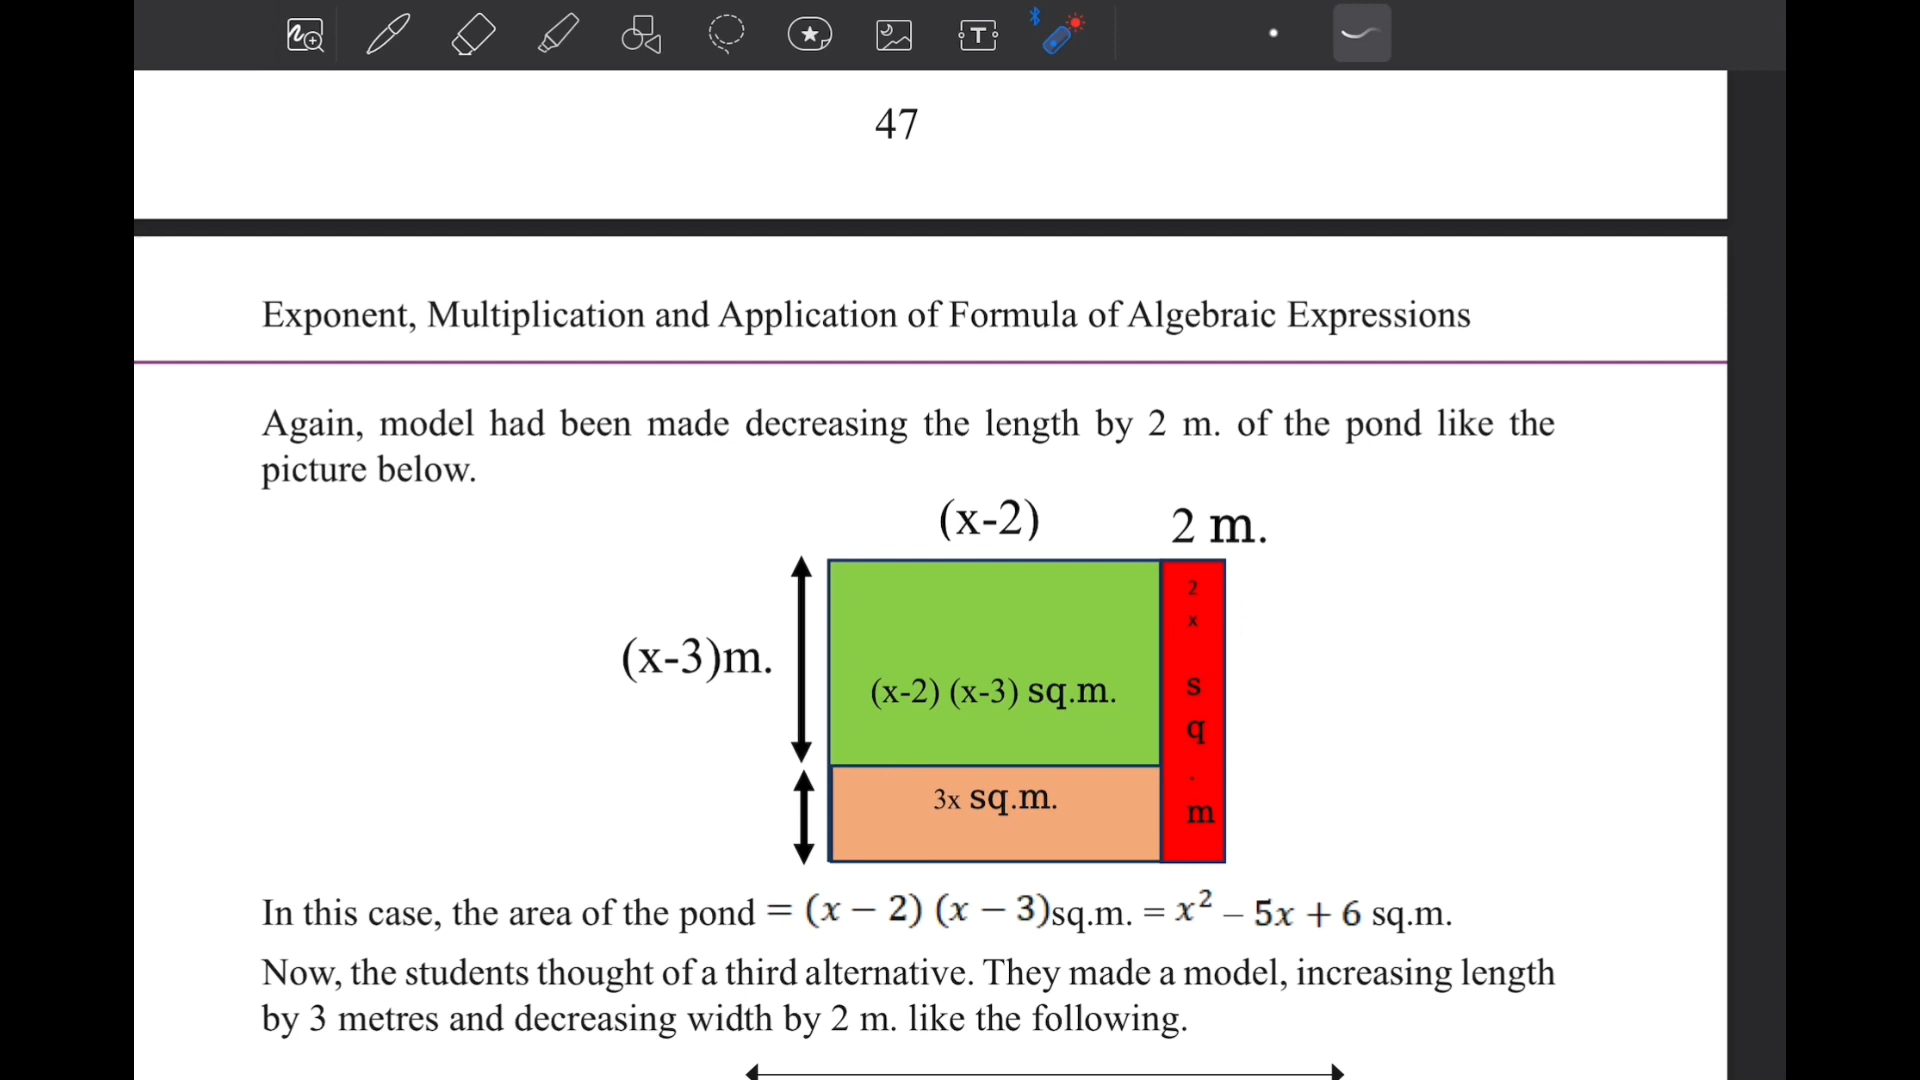 47
Exponent, Multiplication and Application of Formula of Algebraic Expressions
Again, model had been made decreasing the length by 2 m. of the pond like the
picture below.
(x-2)
2 m.
(x-3)m.
(x-2) (x-3) sq.m.
2
x
s
q
.
m
3x sq.m.
In this case, the area of the pond = (x − 2) (x − 3)sq.m. = x² – 5x + 6 sq.m.
Now, the students thought of a third alternative. They made a model, increasing length
by 3 metres and decreasing width by 2 m. like the following.